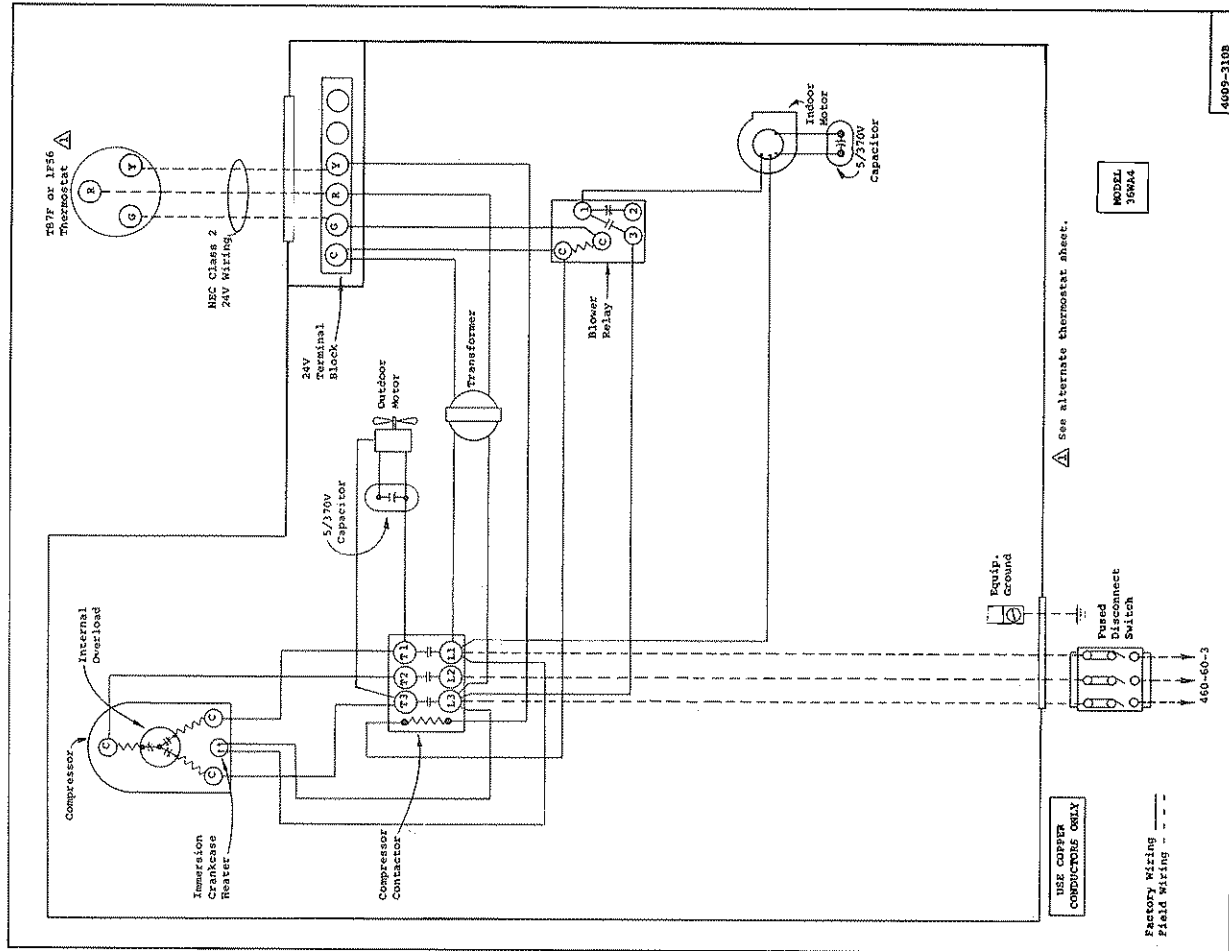 Compressor
Internal
Overload
C
C
C
Immersion
Crankcase
Heater
T3
T2
T1
L3
L2
L1
Compressor
Contactor
5/370V
Capacitor
Outdoor
Motor
Transformer
T87F or 1F56
Thermostat 1
G
R
Y
NEC Class 2
24V Wiring
24V
Terminal
Block
C
G
R
Y
Blower
Relay
C
C
1
3
2
Indoor
Motor
5/370V
Capacitor
Equip.
Ground
Fused
Disconnect
Switch
460-60-3
1 See alternate thermostat sheet.
USE COPPER
CONDUCTORS ONLY
Factory Wiring
Field Wiring
MODEL
36WA4
4009-310B